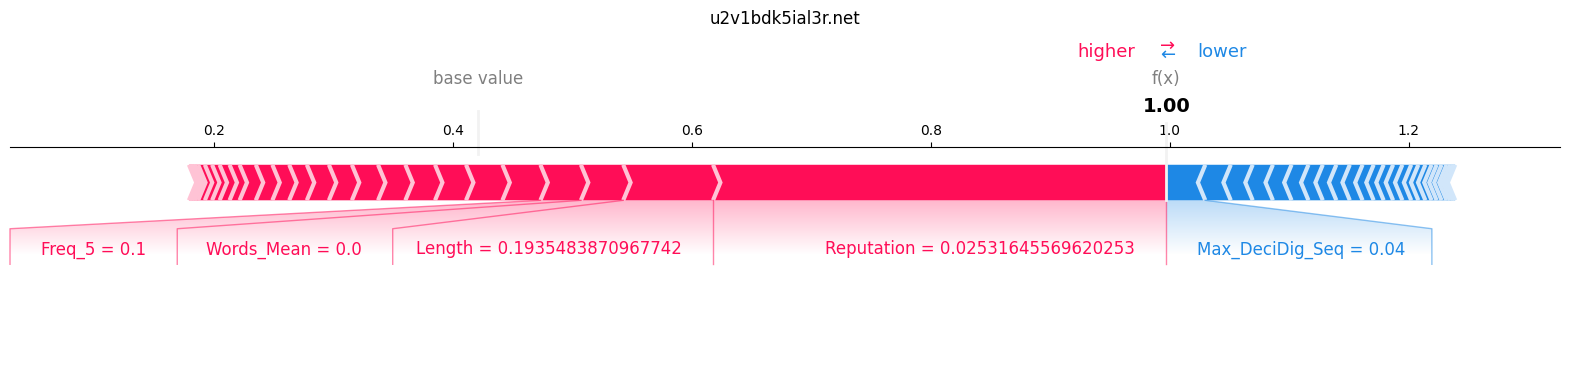 u2v1bdk5ial3r.net
higher ⇄ lower
base value f(x)
1.00
0.2 0.4 0.6 0.8 1.0 1.2
Freq_5 = 0.1 Words_Mean = 0.0 Length = 0.1935483870967742 Reputation = 0.02531645569620253 Max_DeciDig_Seq = 0.04